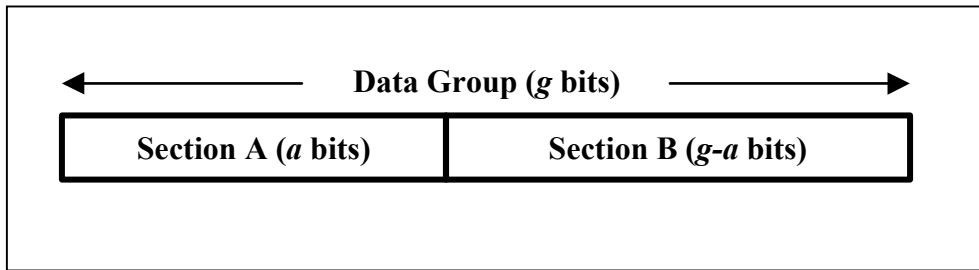 Data Group (g bits)
Section A (a bits) Section B (g-a bits)